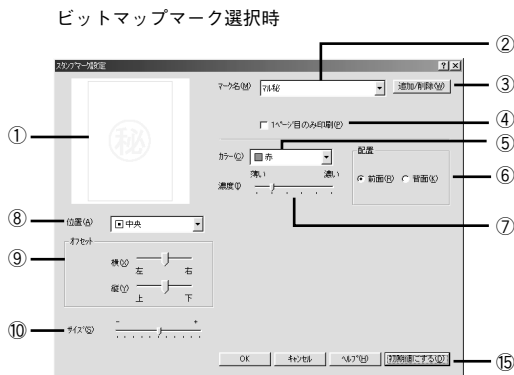 ビットマップマーク選択時
スタンプマーク設定
? ×
マーク名(M) マル秘 追加/削除(W)
1ページ目のみ印刷(P)
秘
カラー(C) 赤
薄い 濃い
濃度(I)
配置
前面(R) 背面(K)
位置(A) 中央
オフセット
横(X)
左 右
縦(Y)
上 下
サイズ(S)
- +
OK キャンセル ヘルプ(H) 初期値にする(D)
①
②
③
④
⑤
⑥
⑦
⑧
⑨
⑩
⑮